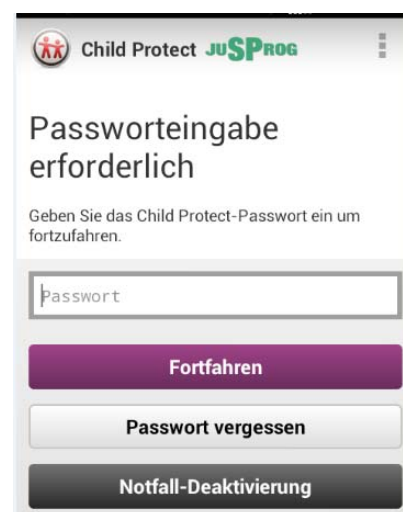 Child Protect JUSPROG
Passworteingabe
erforderlich
Geben Sie das Child Protect-Passwort ein um
fortzufahren.
Passwort
Fortfahren
Passwort vergessen
Notfall-Deaktivierung